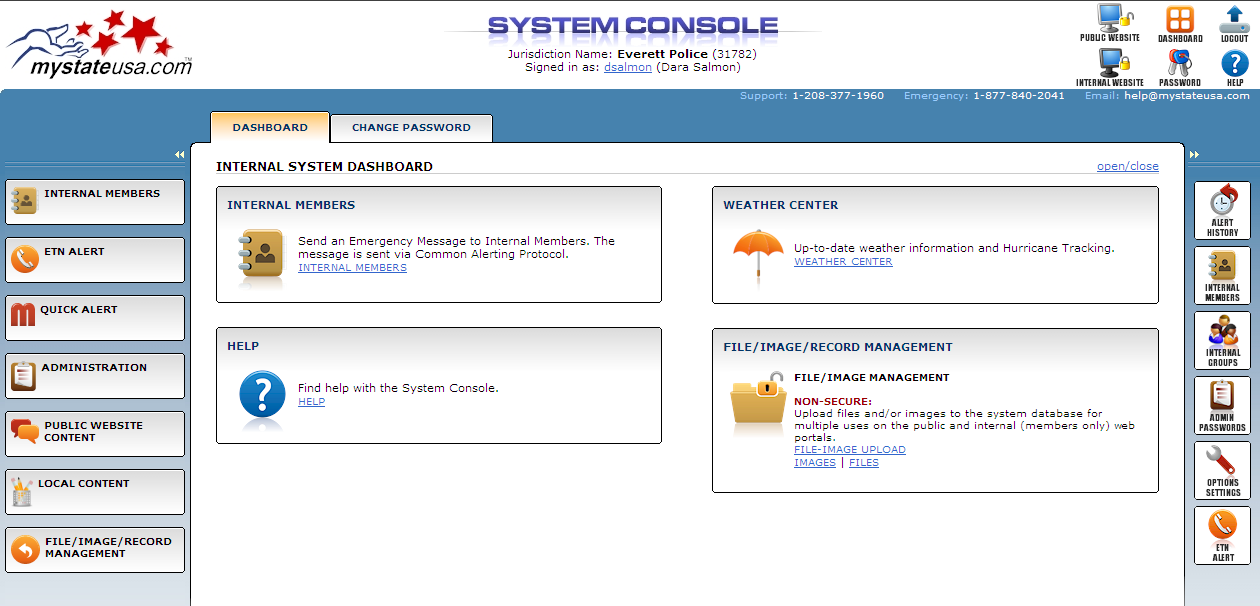 mystateusa.com™
SYSTEM CONSOLE
Jurisdiction Name: Everett Police (31782)
Signed in as: dsalmon (Dara Salmon)
PUBLIC WEBSITE
DASHBOARD
LOGOUT
INTERNAL WEBSITE
PASSWORD
HELP
Support: 1-208-377-1960 Emergency: 1-877-840-2041 Email: help@mystateusa.com
DASHBOARD
CHANGE PASSWORD
INTERNAL MEMBERS
ETN ALERT
QUICK ALERT
ADMINISTRATION
PUBLIC WEBSITE
CONTENT
LOCAL CONTENT
FILE/IMAGE/RECORD
MANAGEMENT
INTERNAL SYSTEM DASHBOARD
open/close
INTERNAL MEMBERS
Send an Emergency Message to Internal Members. The
message is sent via Common Alerting Protocol.
INTERNAL MEMBERS
WEATHER CENTER
Up-to-date weather information and Hurricane Tracking.
WEATHER CENTER
HELP
Find help with the System Console.
HELP
FILE/IMAGE/RECORD MANAGEMENT
FILE/IMAGE MANAGEMENT
NON-SECURE:
Upload files and/or images to the system database for
multiple uses on the public and internal (members only) web
portals.
FILE-IMAGE UPLOAD
IMAGES | FILES
ALERT
HISTORY
INTERNAL
MEMBERS
INTERNAL
GROUPS
ADMIN
PASSWORDS
OPTIONS
SETTINGS
ETN
ALERT